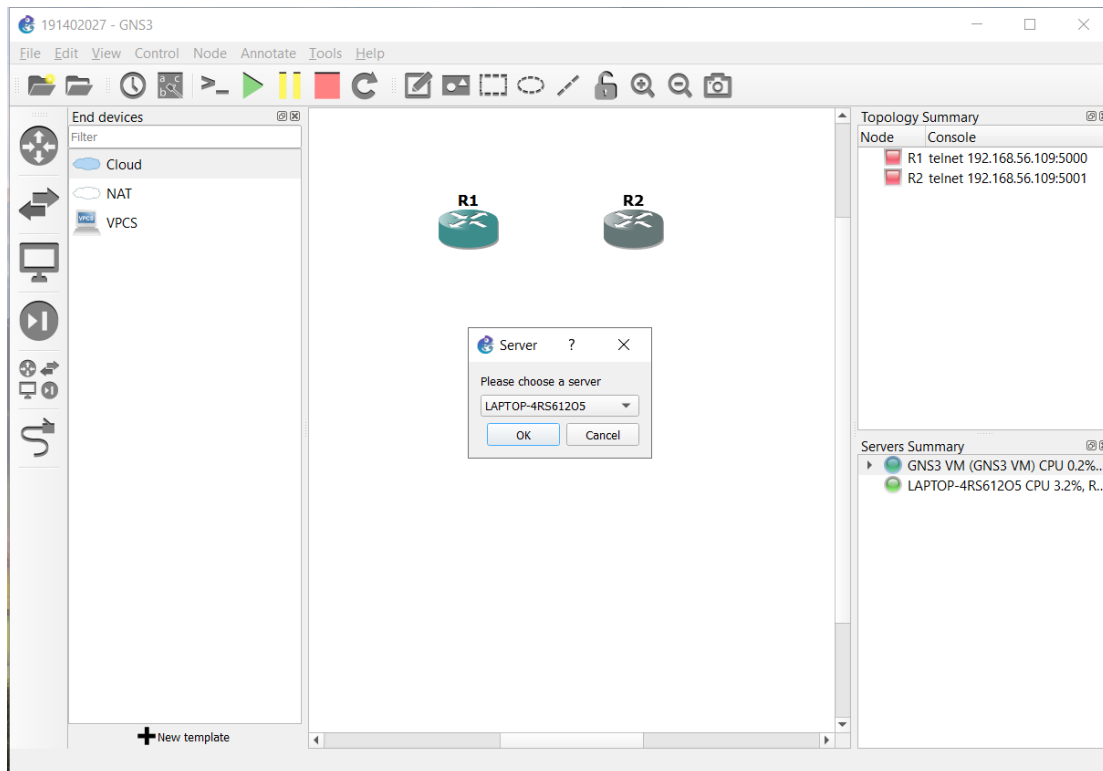 191402027 - GNS3
File Edit View Control Node Annotate Tools Help
End devices
Filter
Cloud
NAT
VPCS
VPCS
New template
R1
R2
Server ?
Please choose a server
LAPTOP-4RS612O5
OK Cancel
Topology Summary
Node Console
R1 telnet 192.168.56.109:5000
R2 telnet 192.168.56.109:5001
Servers Summary
GNS3 VM (GNS3 VM) CPU 0.2%...
LAPTOP-4RS612O5 CPU 3.2%, R...